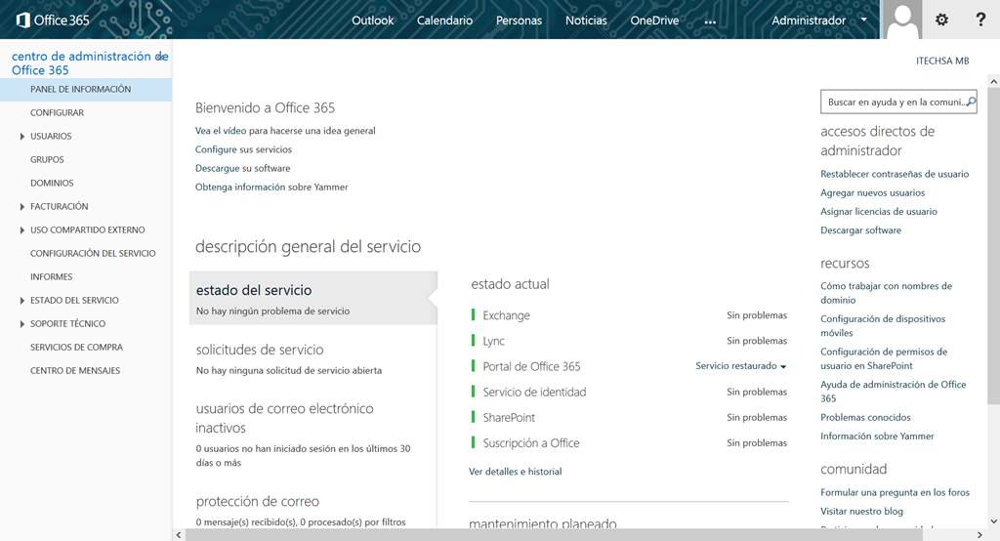 Office 365
Outlook
Calendario
Personas
Noticias
OneDrive
...
Administrador
?
centro de administración de
Office 365
PANEL DE INFORMACIÓN
CONFIGURAR
USUARIOS
GRUPOS
DOMINIOS
FACTURACIÓN
USO COMPARTIDO EXTERNO
CONFIGURACIÓN DEL SERVICIO
INFORMES
ESTADO DEL SERVICIO
SOPORTE TÉCNICO
SERVICIOS DE COMPRA
CENTRO DE MENSAJES
Bienvenido a Office 365
Vea el vídeo para hacerse una idea general
Configure sus servicios
Descargue su software
Obtenga información sobre Yammer
descripción general del servicio
estado del servicio
No hay ningún problema de servicio
solicitudes de servicio
No hay ninguna solicitud de servicio abierta
usuarios de correo electrónico
inactivos
0 usuarios no han iniciado sesión en los últimos 30
días o más
protección de correo
0 mensaje(s) recibido(s), 0 procesado(s) por filtros
estado actual
Exchange Sin problemas
Lync Sin problemas
Portal de Office 365 Servicio restaurado
Servicio de identidad Sin problemas
SharePoint Sin problemas
Suscripción a Office Sin problemas
Ver detalles e historial
mantenimiento planeado
ITECHSA MB
Buscar en ayuda y en la comuni...
accesos directos de
administrador
Restablecer contraseñas de usuario
Agregar nuevos usuarios
Asignar licencias de usuario
Descargar software
recursos
Cómo trabajar con nombres de
dominio
Configuración de dispositivos
móviles
Configuración de permisos de
usuario en SharePoint
Ayuda de administración de Office
365
Problemas conocidos
Información sobre Yammer
comunidad
Formular una pregunta en los foros
Visitar nuestro blog